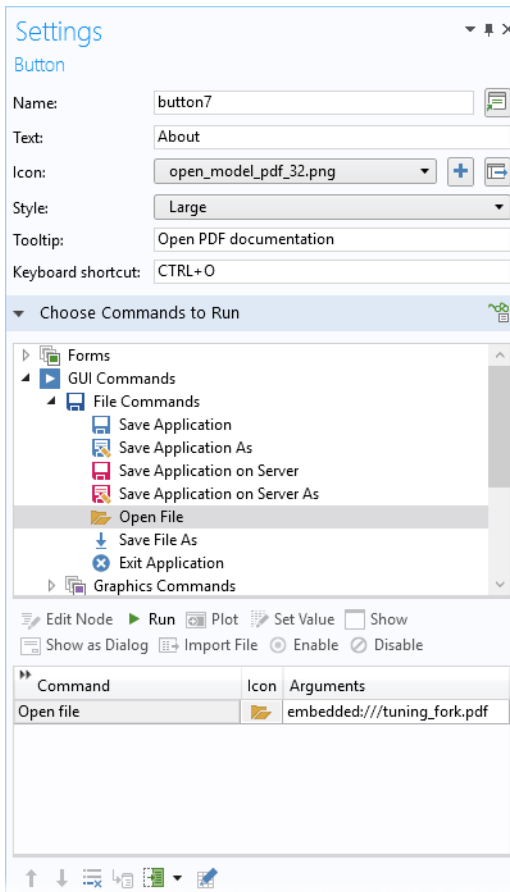 Settings
Button
Name: button7
Text: About
Icon: open_model_pdf_32.png
Style: Large
Tooltip: Open PDF documentation
Keyboard shortcut: CTRL+O
Choose Commands to Run
Forms
GUI Commands
File Commands
Save Application
Save Application As
Save Application on Server
Save Application on Server As
Open File
Save File As
Exit Application
Graphics Commands
Edit Node Run Plot Set Value Show
Show as Dialog Import File Enable Disable
Command Icon Arguments
Open file embedded:///tuning_fork.pdf